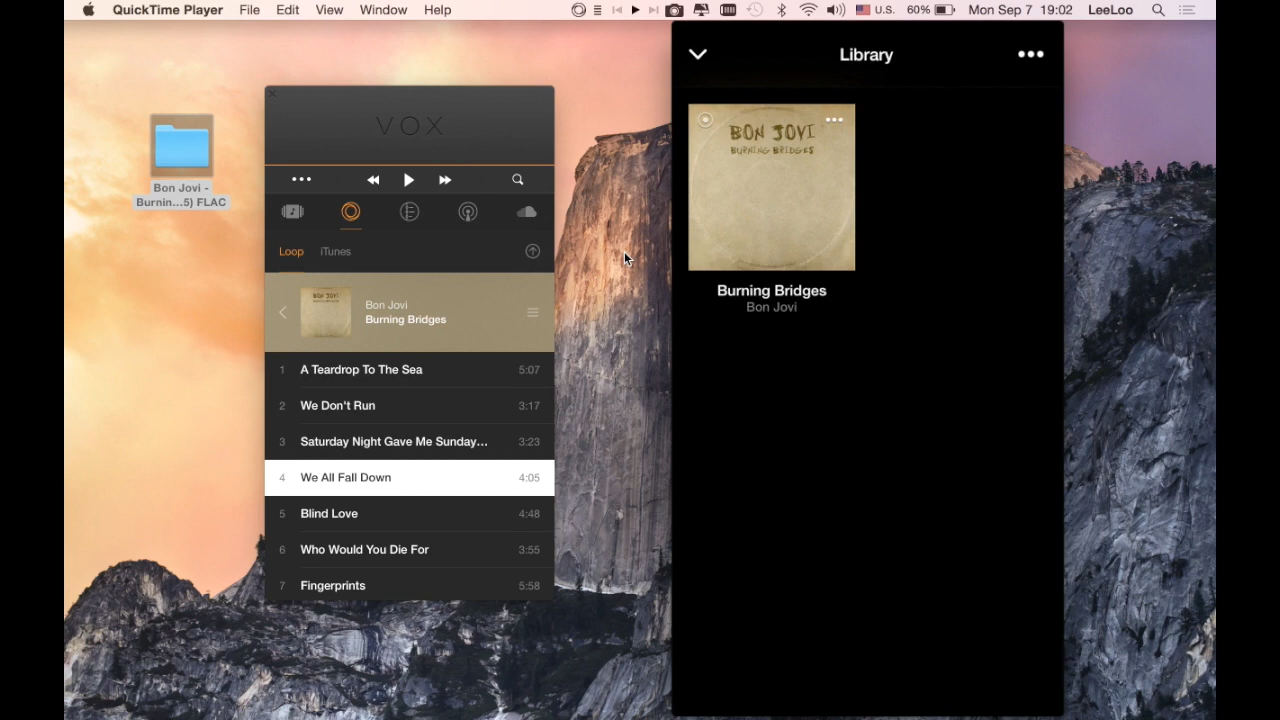 QuickTime Player File Edit View Window Help U.S. 60% Mon Sep 7 19:02 LeeLoo
Bon Jovi -
Burnin...5) FLAC
VOX
Loop iTunes
Bon Jovi
Burning Bridges
1 A Teardrop To The Sea 5:07
2 We Don't Run 3:17
3 Saturday Night Gave Me Sunday... 3:23
4 We All Fall Down 4:05
5 Blind Love 4:48
6 Who Would You Die For 3:55
7 Fingerprints 5:58
Library
BON JOVI
BURNING BRIDGES
Burning Bridges
Bon Jovi